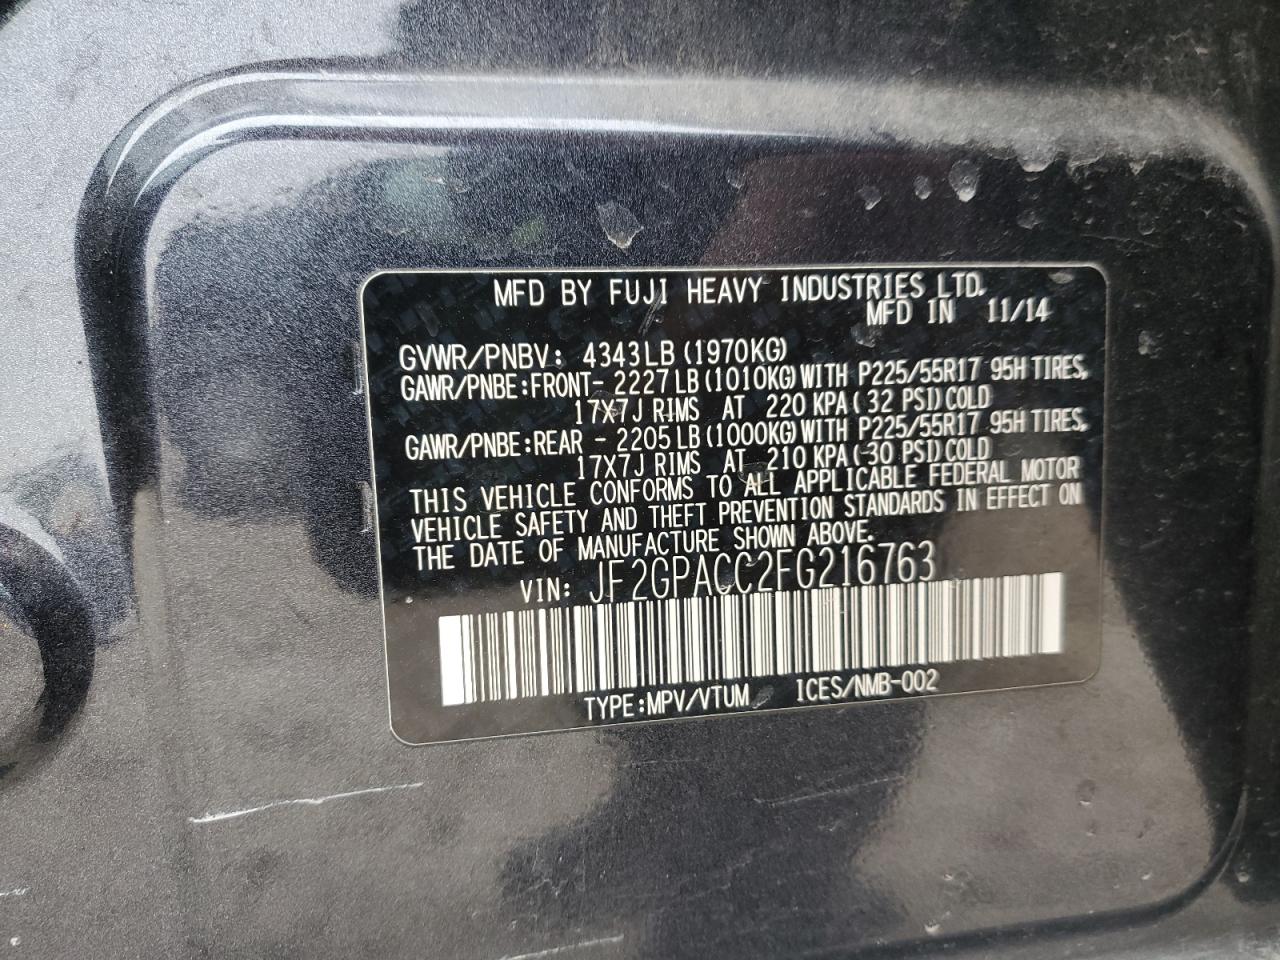 MFD BY FUJI HEAVY INDUSTRIES LTD.
MFD IN 11/14
GVWR/PNBV: 4343LB (1970KG)
GAWR/PNBE:FRONT- 2227LB (1010KG) WITH P225/55R17 95H TIRES,
17X7J RIMS AT 220 KPA( 32 PSI)COLD
GAWR/PNBE:REAR - 2205LB (1000KG) WITH P225/55R17 95H TIRES,
17X7J RIMS AT 210 KPA( 30 PSI)COLD
THIS VEHICLE CONFORMS TO ALL APPLICABLE FEDERAL MOTOR
VEHICLE SAFETY AND THEFT PREVENTION STANDARDS IN EFFECT ON
THE DATE OF MANUFACTURE SHOWN ABOVE.
VIN: JF2GPACC2FG216763
TYPE:MPV/VTUM ICES/NMB-002